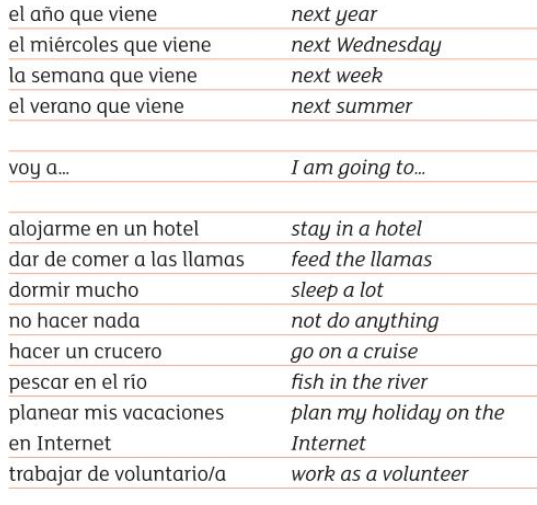 el año que viene next year
el miércoles que viene next Wednesday
la semana que viene next week
el verano que viene next summer
voy a... I am going to...
alojarme en un hotel stay in a hotel
dar de comer a las llamas feed the llamas
dormir mucho sleep a lot
no hacer nada not do anything
hacer un crucero go on a cruise
pescar en el río fish in the river
planear mis vacaciones plan my holiday on the
en Internet Internet
trabajar de voluntario/a work as a volunteer